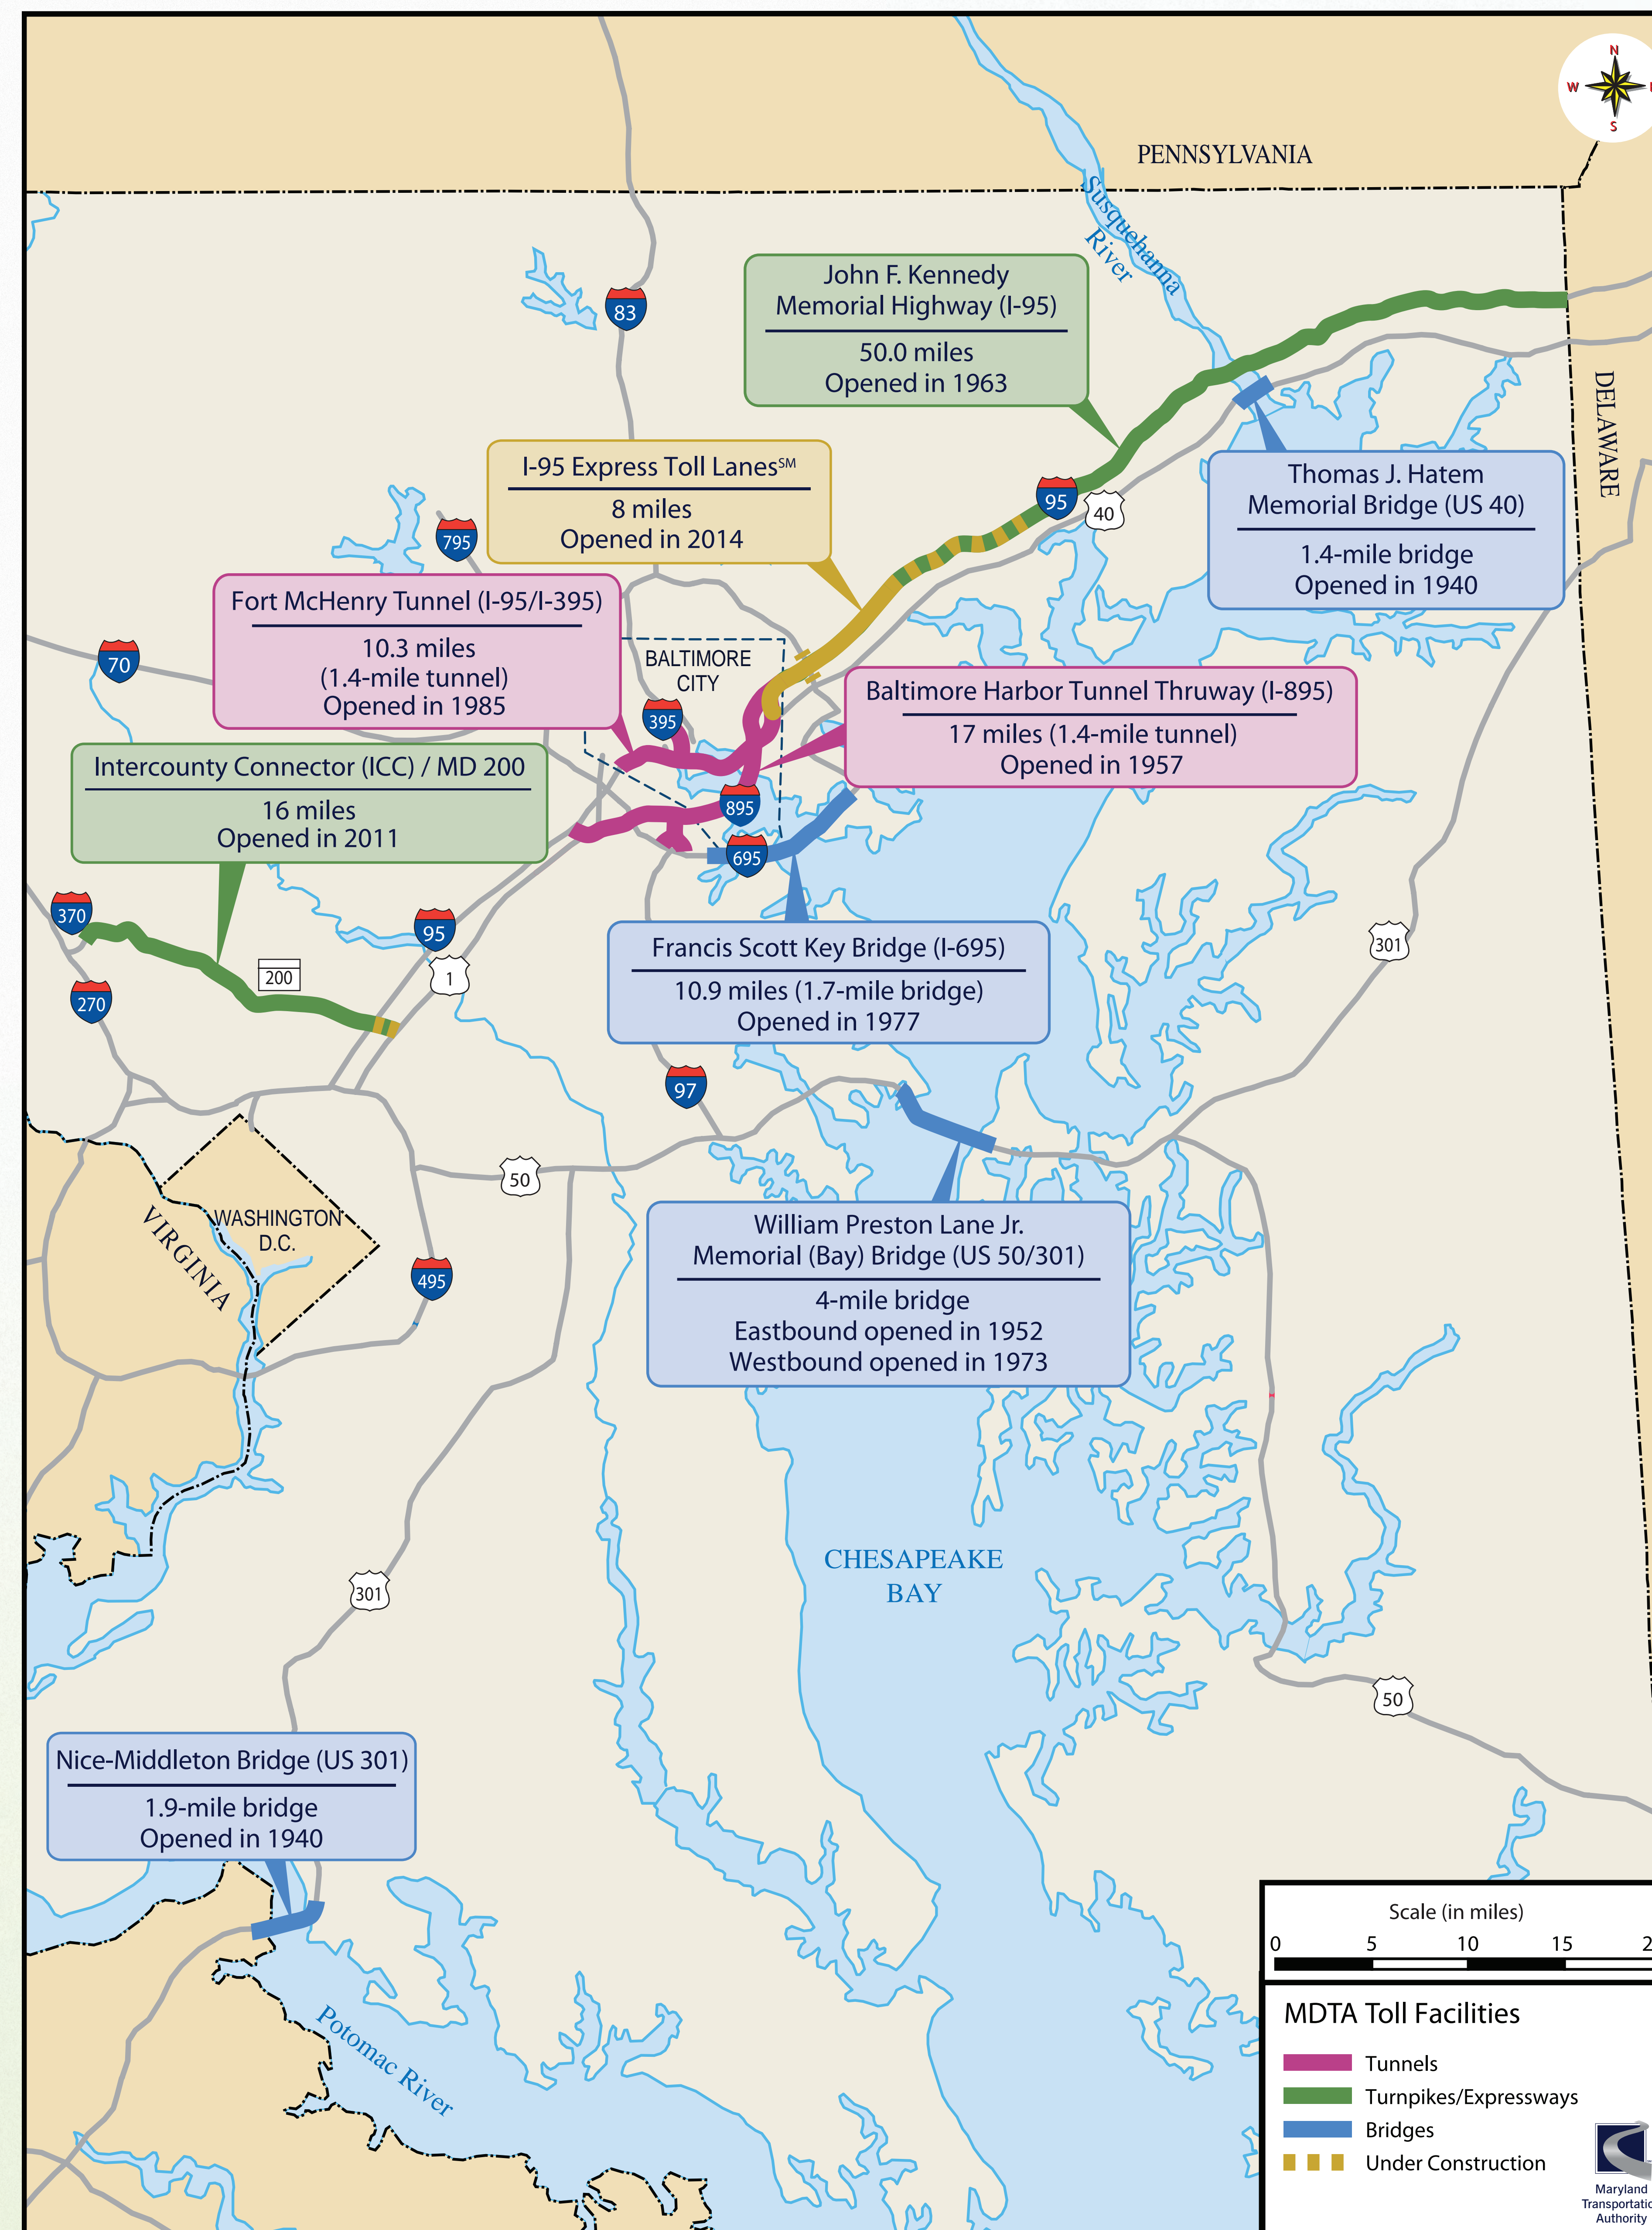 N
W
S
PENNSYLVANIA
Susquehanna
River
John F. Kennedy
Memorial Highway (I-95)
50.0 miles
Opened in 1963
83
DELAWARE
I-95 Express Toll Lanes℠
8 miles
Opened in 2014
95
40
Thomas J. Hatem
Memorial Bridge (US 40)
1.4-mile bridge
Opened in 1940
795
Fort McHenry Tunnel (I-95/I-395)
10.3 miles
(1.4-mile tunnel)
Opened in 1985
70
BALTIMORE
CITY
395
Baltimore Harbor Tunnel Thruway (I-895)
17 miles (1.4-mile tunnel)
Opened in 1957
Intercounty Connector (ICC) / MD 200
16 miles
Opened in 2011
895
695
370
95
1
200
270
Francis Scott Key Bridge (I-695)
10.9 miles (1.7-mile bridge)
Opened in 1977
301
97
50
WASHINGTON
D.C.
VIRGINIA
495
William Preston Lane Jr.
Memorial (Bay) Bridge (US 50/301)
4-mile bridge
Eastbound opened in 1952
Westbound opened in 1973
CHESAPEAKE
BAY
301
50
Nice-Middleton Bridge (US 301)
1.9-mile bridge
Opened in 1940
Potomac River
Scale (in miles)
0 5 10 15
MDTA Toll Facilities
Tunnels
Turnpikes/Expressways
Bridges
Under Construction
Maryland
Authority